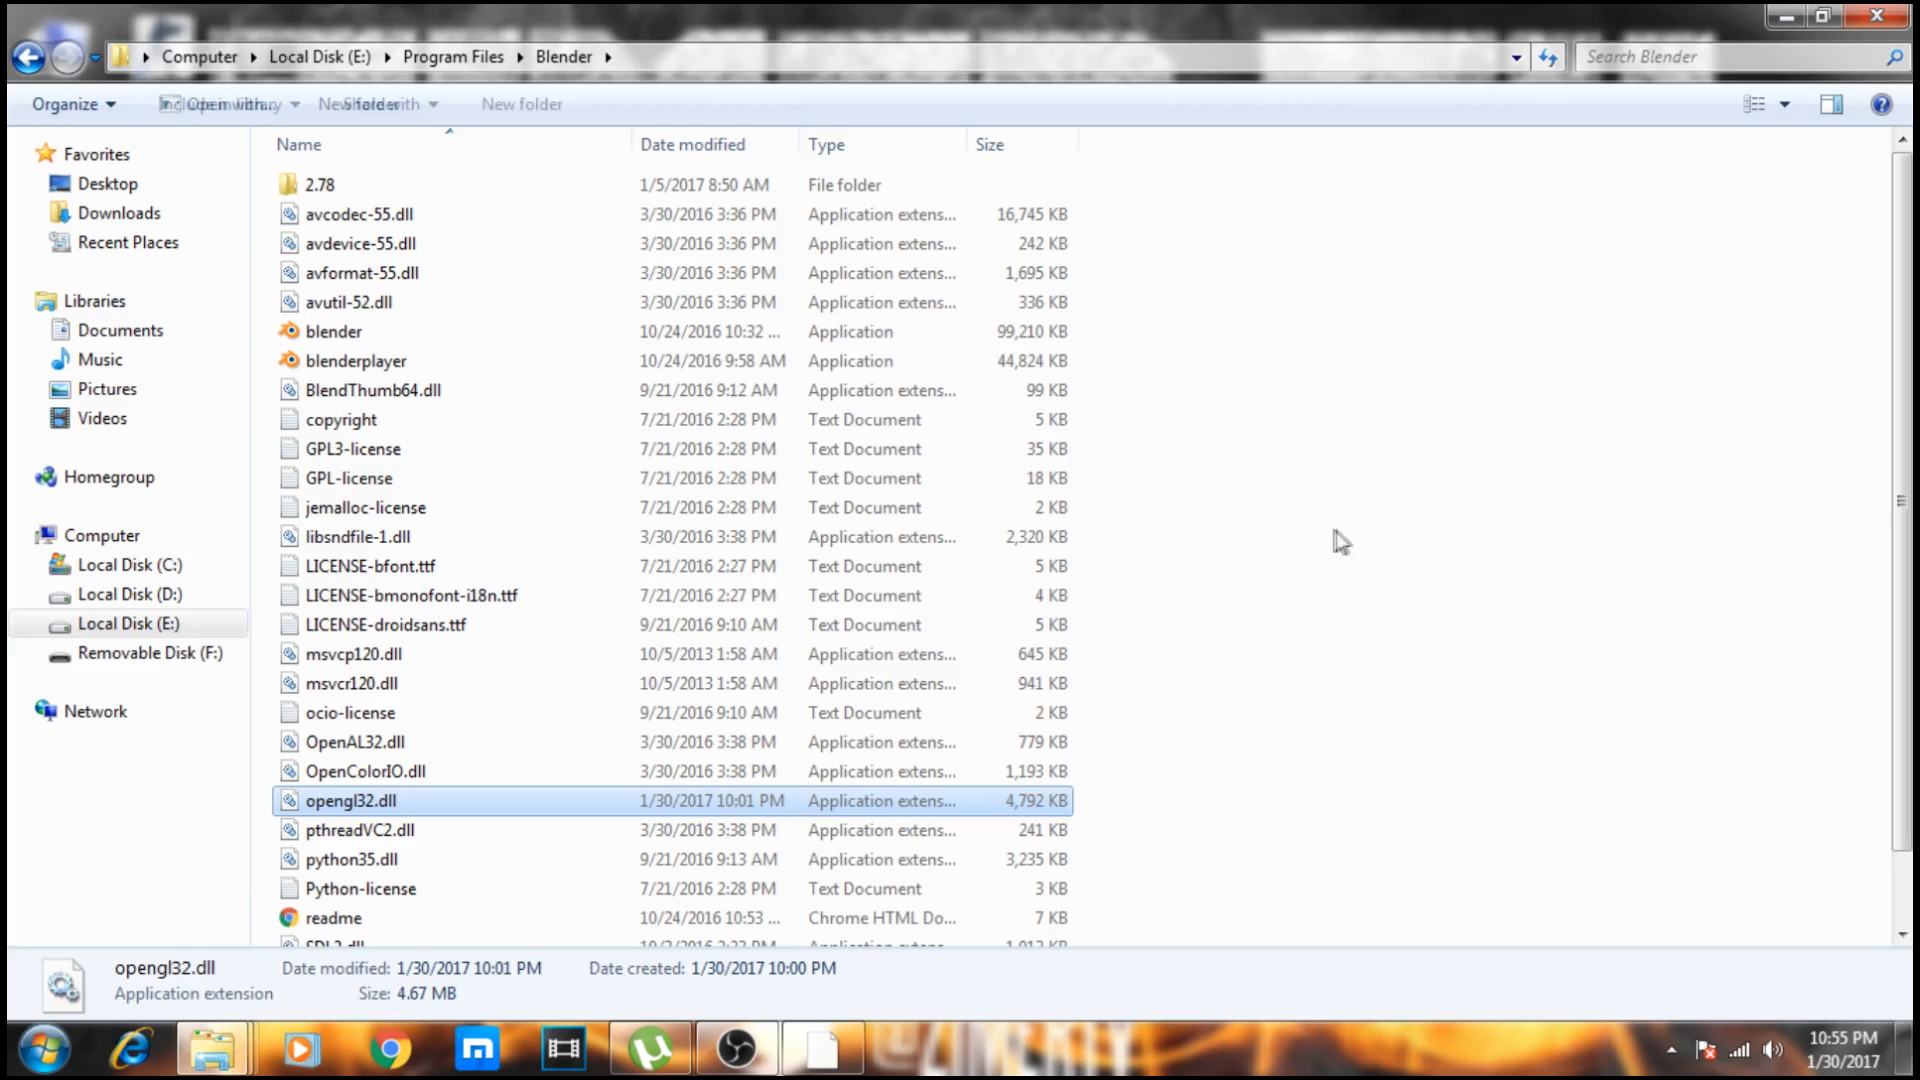 Computer Local Disk (E:) Program Files Blender
Search Blender
Organize
New folder
Name Date modified Type Size
Favorites
Desktop
Downloads
Recent Places
Libraries
Documents
Music
Pictures
Videos
Homegroup
Computer
Local Disk (C:)
Local Disk (D:)
Local Disk (E:)
Removable Disk (F:)
Network
2.78 1/5/2017 8:50 AM File folder
avcodec-55.dll 3/30/2016 3:36 PM Application extens... 16,745 KB
avdevice-55.dll 3/30/2016 3:36 PM Application extens... 242 KB
avformat-55.dll 3/30/2016 3:36 PM Application extens... 1,695 KB
avutil-52.dll 3/30/2016 3:36 PM Application extens... 336 KB
blender 10/24/2016 10:32 ... Application 99,210 KB
blenderplayer 10/24/2016 9:58 AM Application 44,824 KB
BlendThumb64.dll 9/21/2016 9:12 AM Application extens... 99 KB
copyright 7/21/2016 2:28 PM Text Document 5 KB
GPL3-license 7/21/2016 2:28 PM Text Document 35 KB
GPL-license 7/21/2016 2:28 PM Text Document 18 KB
jemalloc-license 7/21/2016 2:28 PM Text Document 2 KB
libsndfile-1.dll 3/30/2016 3:38 PM Application extens... 2,320 KB
LICENSE-bfont.ttf 7/21/2016 2:27 PM Text Document 5 KB
LICENSE-bmonofont-i18n.ttf 7/21/2016 2:27 PM Text Document 4 KB
LICENSE-droidsans.ttf 9/21/2016 9:10 AM Text Document 5 KB
msvcp120.dll 10/5/2013 1:58 AM Application extens... 645 KB
msvcr120.dll 10/5/2013 1:58 AM Application extens... 941 KB
ocio-license 9/21/2016 9:10 AM Text Document 2 KB
OpenAL32.dll 3/30/2016 3:38 PM Application extens... 779 KB
OpenColorIO.dll 3/30/2016 3:38 PM Application extens... 1,193 KB
opengl32.dll 1/30/2017 10:01 PM Application extens... 4,792 KB
pthreadVC2.dll 3/30/2016 3:38 PM Application extens... 241 KB
python35.dll 9/21/2016 9:13 AM Application extens... 3,235 KB
Python-license 7/21/2016 2:28 PM Text Document 3 KB
readme 10/24/2016 10:53 ... Chrome HTML Do... 7 KB
opengl32.dll Date modified: 1/30/2017 10:01 PM Date created: 1/30/2017 10:00 PM
Application extension Size: 4.67 MB
10:55 PM
1/30/2017